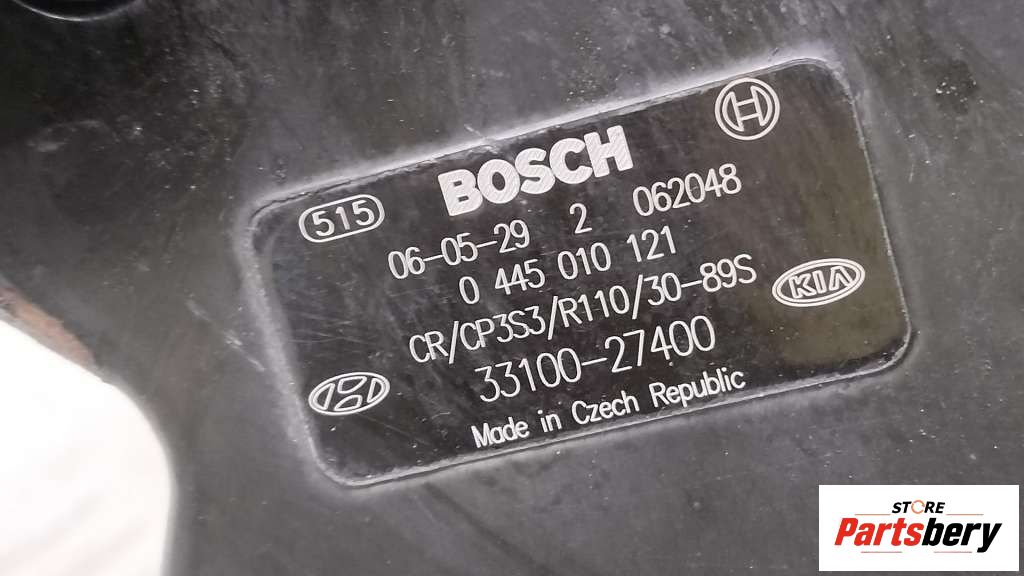 BOSCH
515
06-05-29 2 062048
0 445 010 121
CR/CP3S3/R110/30-89S
KIA
33100-27400
Made in Czech Republic
STORE
Partsbery